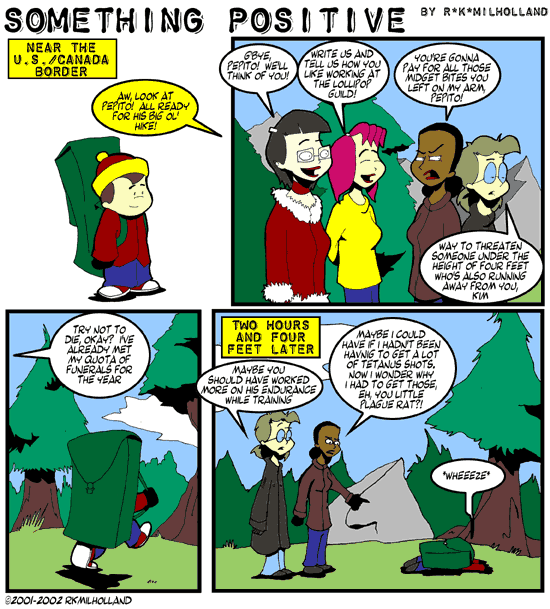 SOMETHING POSITIVE BY R*K*MILHOLLAND
NEAR THE
U.S./CANADA
BORDER
AW, LOOK AT
PEPITO! ALL READY
FOR HIS BIG OL'
HIKE!
G'BYE,
PEPITO! WE'LL
THINK OF YOU!
WRITE US AND
TELL US HOW YOU
LIKE WORKING AT
THE LOLLIPOP
GUILD!
YOU'RE GONNA
PAY FOR ALL THOSE
MIDGET BITES YOU
LEFT ON MY ARM,
PEPITO!
WAY TO THREATEN
SOMEONE UNDER THE
HEIGHT OF FOUR FEET
WHO'S ALSO RUNNING
AWAY FROM YOU,
KIM
TRY NOT TO
DIE, OKAY? I'VE
ALREADY MET
MY QUOTA OF
FUNERALS FOR
THE YEAR
TWO HOURS
AND FOUR
FEET LATER
MAYBE YOU
SHOULD HAVE WORKED
MORE ON HIS ENDURANCE
WHILE TRAINING
MAYBE I COULD
HAVE IF I HADN'T BEEN
HAVNIG TO GET A LOT
OF TETANUS SHOTS.
NOW I WONDER WHY
I HAD TO GET THOSE,
EH, YOU LITTLE
PLAGUE RAT?!
*WHEEEZE*
©2001-2002 RKMILHOLLAND